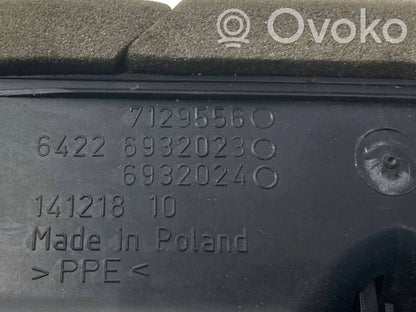 Ovoko
7129556
6422 6932023
6932024
141218 10
Made in Poland
>PPE<